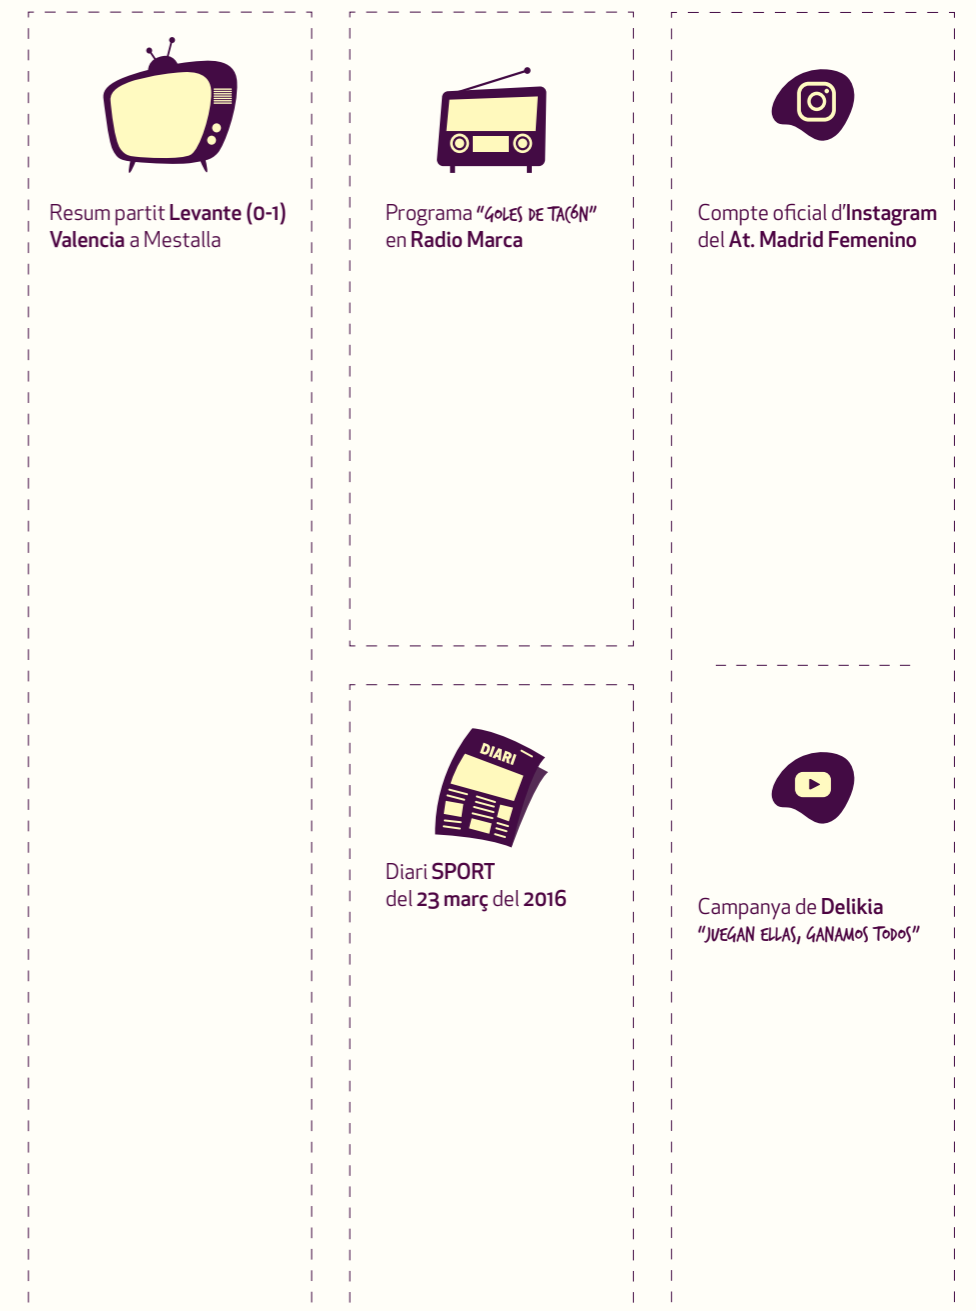 Resum partit Levante (0-1)
Valencia a Mestalla
Programa "GOLES DE TACÓN"
en Radio Marca
Compte oficial d'Instagram
del At. Madrid Femenino
DIARI
Diari SPORT
del 23 març del 2016
Campanya de Delikia
"JUEGAN ELLAS, GANAMOS TODOS"